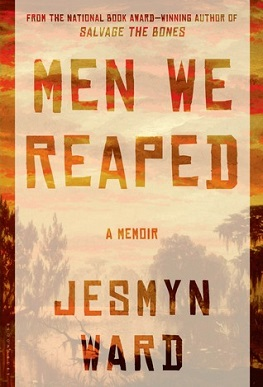 FROM THE NATIONAL BOOK AWARD–WINNING AUTHOR OF
SALVAGE THE BONES
MEN WE
REAPED
A MEMOIR
JESMYN
WARD